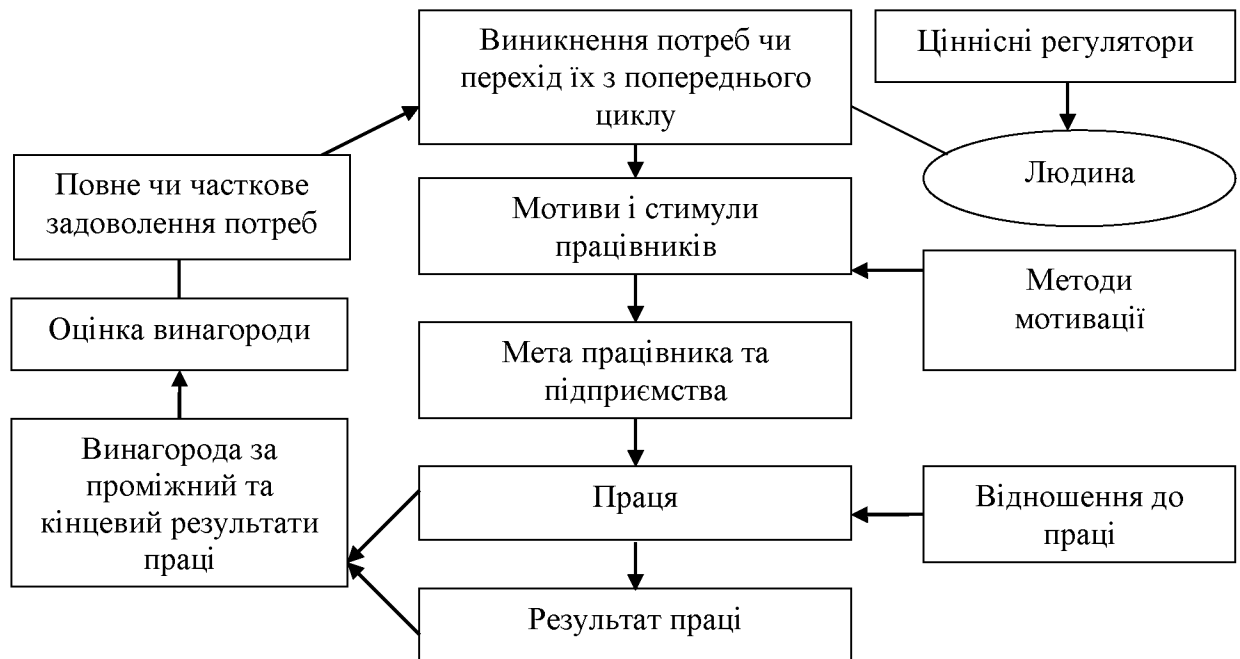 Виникнення потреб чи
перехід їх з попереднього
циклу
Ціннісні регулятори
Людина
Повне чи часткове
задоволення потреб
Мотиви і стимули
працівників
Методи
мотивації
Оцінка винагороди
Мета працівника та
підприємства
Винагорода за
проміжний та
кінцевий результати
праці
Праця
Відношення до
праці
Результат праці